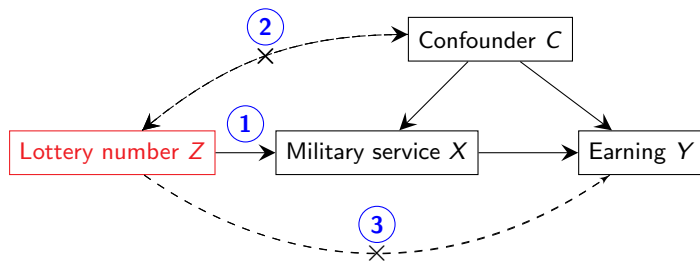 2
Confounder C
1
Lottery number Z
Military service X
Earning Y
3